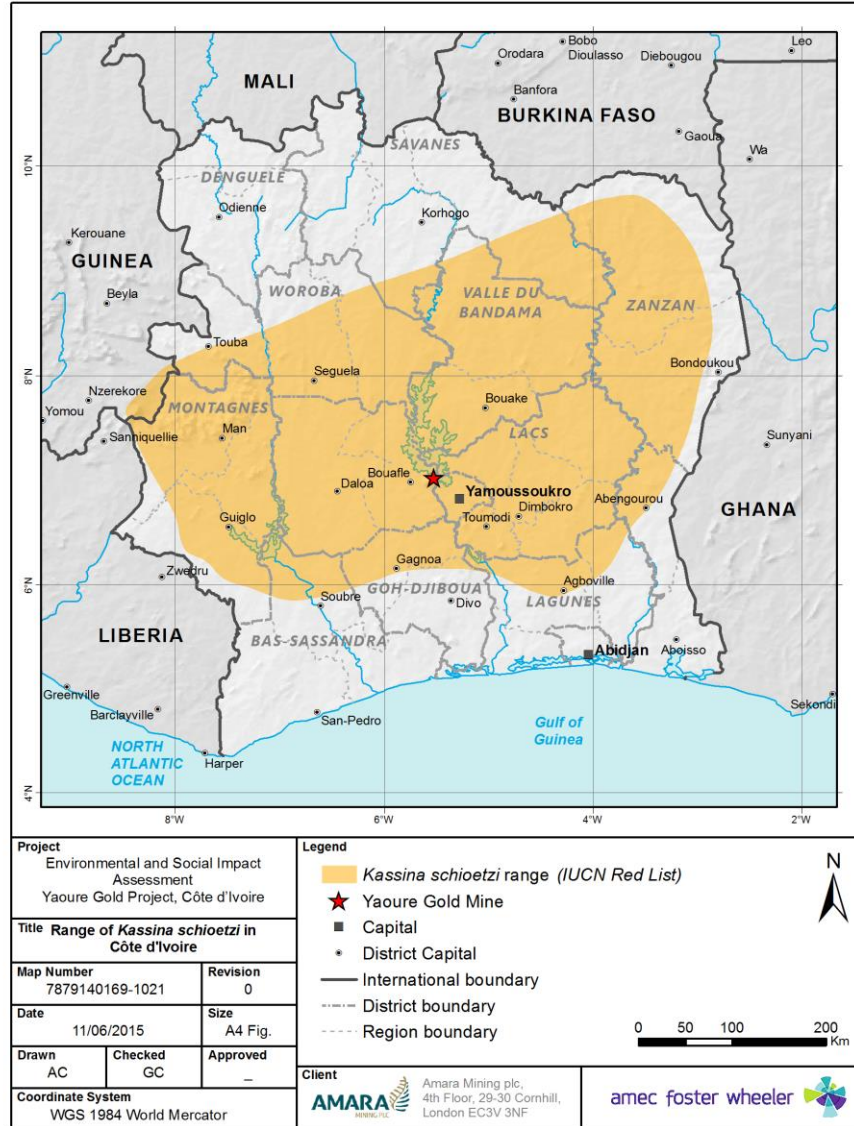 Bobo
Dioulasso
Leo
Orodara
Diebougou
MALI
Banfora
BURKINA FASO
Gaoua
Wa
SAVANES
10°N
10°N
DENGUELE
Odienne
Korhogo
Kerouane
GUINEA
Beyla
WOROBA
VALLE DU
BANDAMA
ZANZAN
Touba
Bondoukou
8°N
8°N
Seguela
Nzerekore
MONTAGNES
Bouake
Yomou
Sanniquellie
Man
LACS
Sunyani
Bouafle
Daloa
Yamoussoukro
GHANA
Guiglo
Toumodi
Dimbokro
Abengourou
Gagnoa
6°N
6°N
Zwedru
GOH-DJIBOUA
Agboville
Soubre
Divo
LAGUNES
LIBERIA
BAS-SASSANDRA
Abidjan
Aboisso
Greenville
Barclayville
San-Pedro
Sekondi
Gulf of
Guinea
NORTH
ATLANTIC
OCEAN
Harper
4°N
4°N
8°W
6°W
4°W
2°W
Project
Environmental and Social Impact
Assessment
Yaoure Gold Project, Côte d'Ivoire
Title Range of Kassina schioetzi in
Côte d'Ivoire
Map Number
7879140169-1021
Revision
0
Date
11/06/2015
Size
A4 Fig.
Drawn
AC
Checked
GC
Approved
_
Coordinate System
WGS 1984 World Mercator
Legend
Kassina schioetzi range (IUCN Red List)
Yaoure Gold Mine
Capital
District Capital
International boundary
District boundary
Region boundary
N
0 50 100 200
Km
Client
AMARA
MINING PLC
Amara Mining plc,
4th Floor, 29-30 Cornhill,
London EC3V 3NF
amec foster wheeler